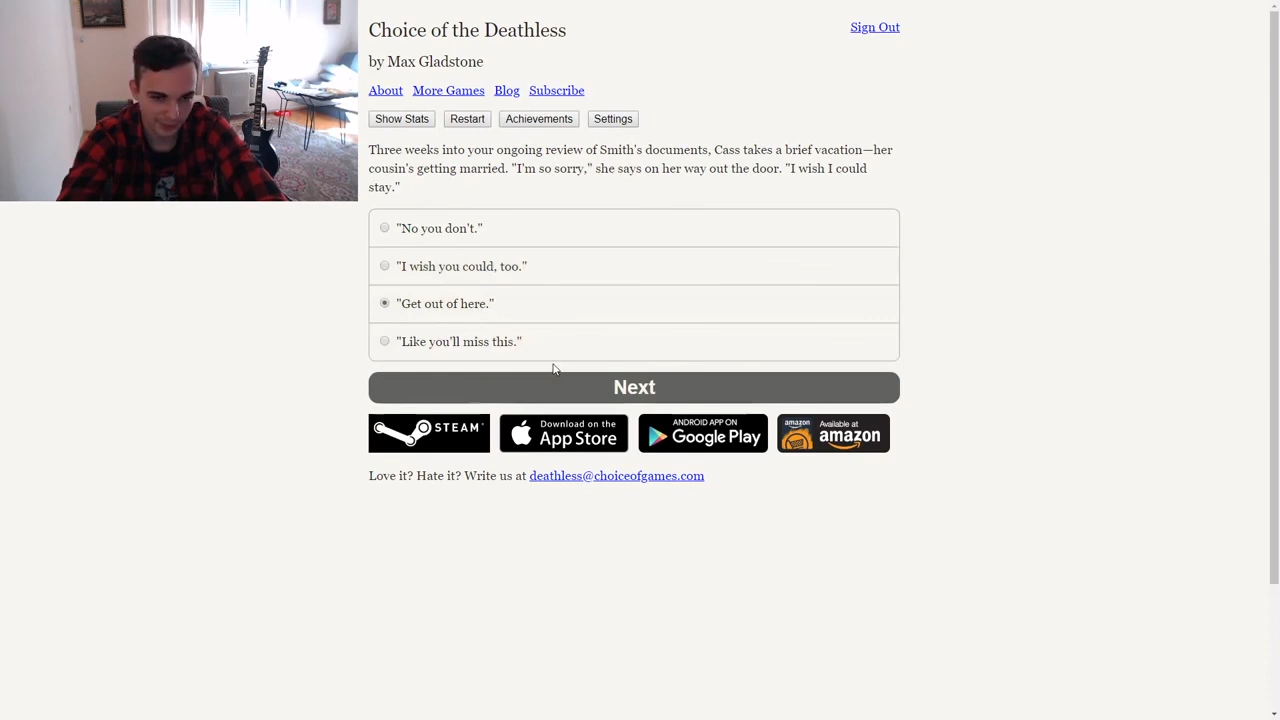 Choice of the Deathless
Sign Out
by Max Gladstone
About More Games Blog Subscribe
Show Stats Restart Achievements Settings
Three weeks into your ongoing review of Smith's documents, Cass takes a brief vacation—her
cousin's getting married. "I'm so sorry," she says on her way out the door. "I wish I could
stay."
"No you don't."
"I wish you could, too."
"Get out of here."
"Like you'll miss this."
Next
STEAM
Download on the
App Store
ANDROID APP ON
Google Play
amazon
Available at
amazon
Love it? Hate it? Write us at deathless@choiceofgames.com